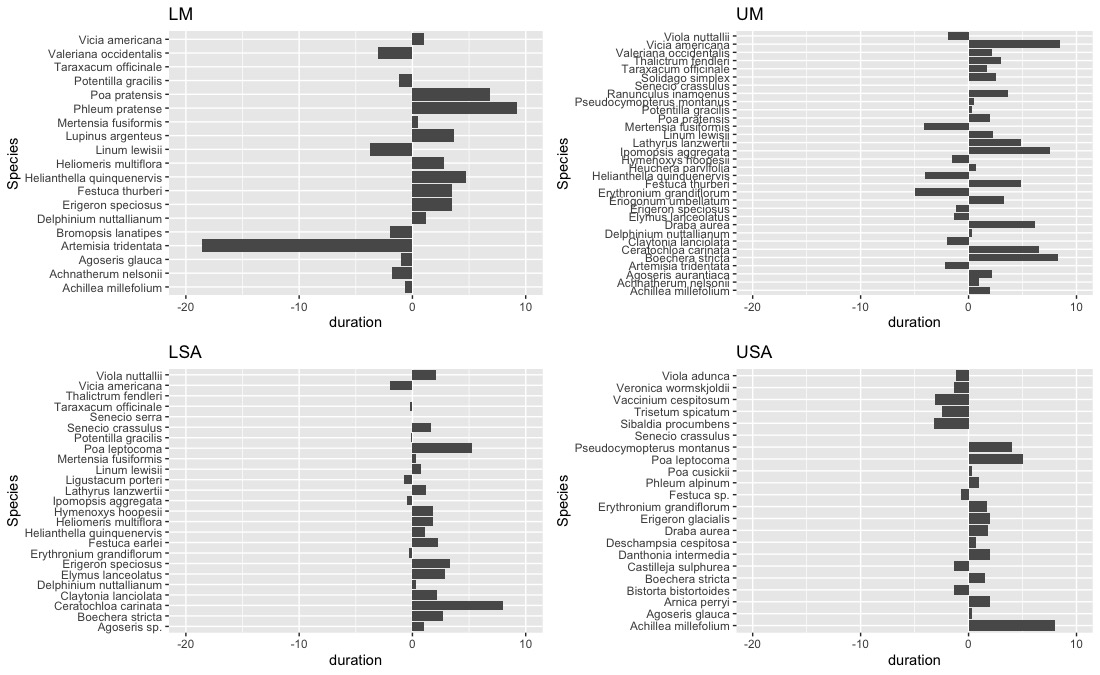 LM
Species
Vicia americana
Valeriana occidentalis
Taraxacum officinale
Potentilla gracilis
Poa pratensis
Phleum pratense
Mertensia fusiformis
Lupinus argenteus
Linum lewisii
Heliomeris multiflora
Helianthella quinquenervis
Festuca thurberi
Erigeron speciosus
Delphinium nuttallianum
Bromopsis lanatipes
Artemisia tridentata
Agoseris glauca
Achnatherum nelsonii
Achillea millefolium
-20 -10 0 10
duration
UM
Species
Viola nuttallii
Vicia americana
Valeriana occidentalis
Thalictrum fendleri
Taraxacum officinale
Solidago simplex
Senecio crassulus
Ranunculus inamoenus
Pseudocymopterus montanus
Potentilla gracilis
Poa pratensis
Mertensia fusiformis
Linum lewisii
Lathyrus lanzwertii
Ipomopsis aggregata
Hymenoxys hoopesii
Heuchera parvifolia
Helianthella quinquenervis
Festuca thurberi
Erythronium grandiflorum
Eriogonum umbellatum
Erigeron speciosus
Elymus lanceolatus
Draba aurea
Delphinium nuttallianum
Claytonia lanciolata
Ceratochloa carinata
Boechera stricta
Artemisia tridentata
Agoseris aurantiaca
Achnatherum nelsonii
Achillea millefolium
-20 -10 0 10
duration
LSA
Species
Viola nuttallii
Vicia americana
Thalictrum fendleri
Taraxacum officinale
Senecio serra
Senecio crassulus
Potentilla gracilis
Poa leptocoma
Mertensia fusiformis
Linum lewisii
Ligustacum porteri
Lathyrus lanzwertii
Ipomopsis aggregata
Hymenoxys hoopesii
Heliomeris multiflora
Helianthella quinquenervis
Festuca earlei
Erythronium grandiflorum
Erigeron speciosus
Elymus lanceolatus
Delphinium nuttallianum
Claytonia lanciolata
Ceratochloa carinata
Boechera stricta
Agoseris sp.
-20 -10 0 10
duration
USA
Species
Viola adunca
Veronica wormskjoldii
Vaccinium cespitosum
Trisetum spicatum
Sibaldia procumbens
Senecio crassulus
Pseudocymopterus montanus
Poa leptocoma
Poa cusickii
Phleum alpinum
Festuca sp.
Erythronium grandiflorum
Erigeron glacialis
Draba aurea
Deschampsia cespitosa
Danthonia intermedia
Castilleja sulphurea
Boechera stricta
Bistorta bistortoides
Arnica perryi
Agoseris glauca
Achillea millefolium
-20 -10 0 10
duration